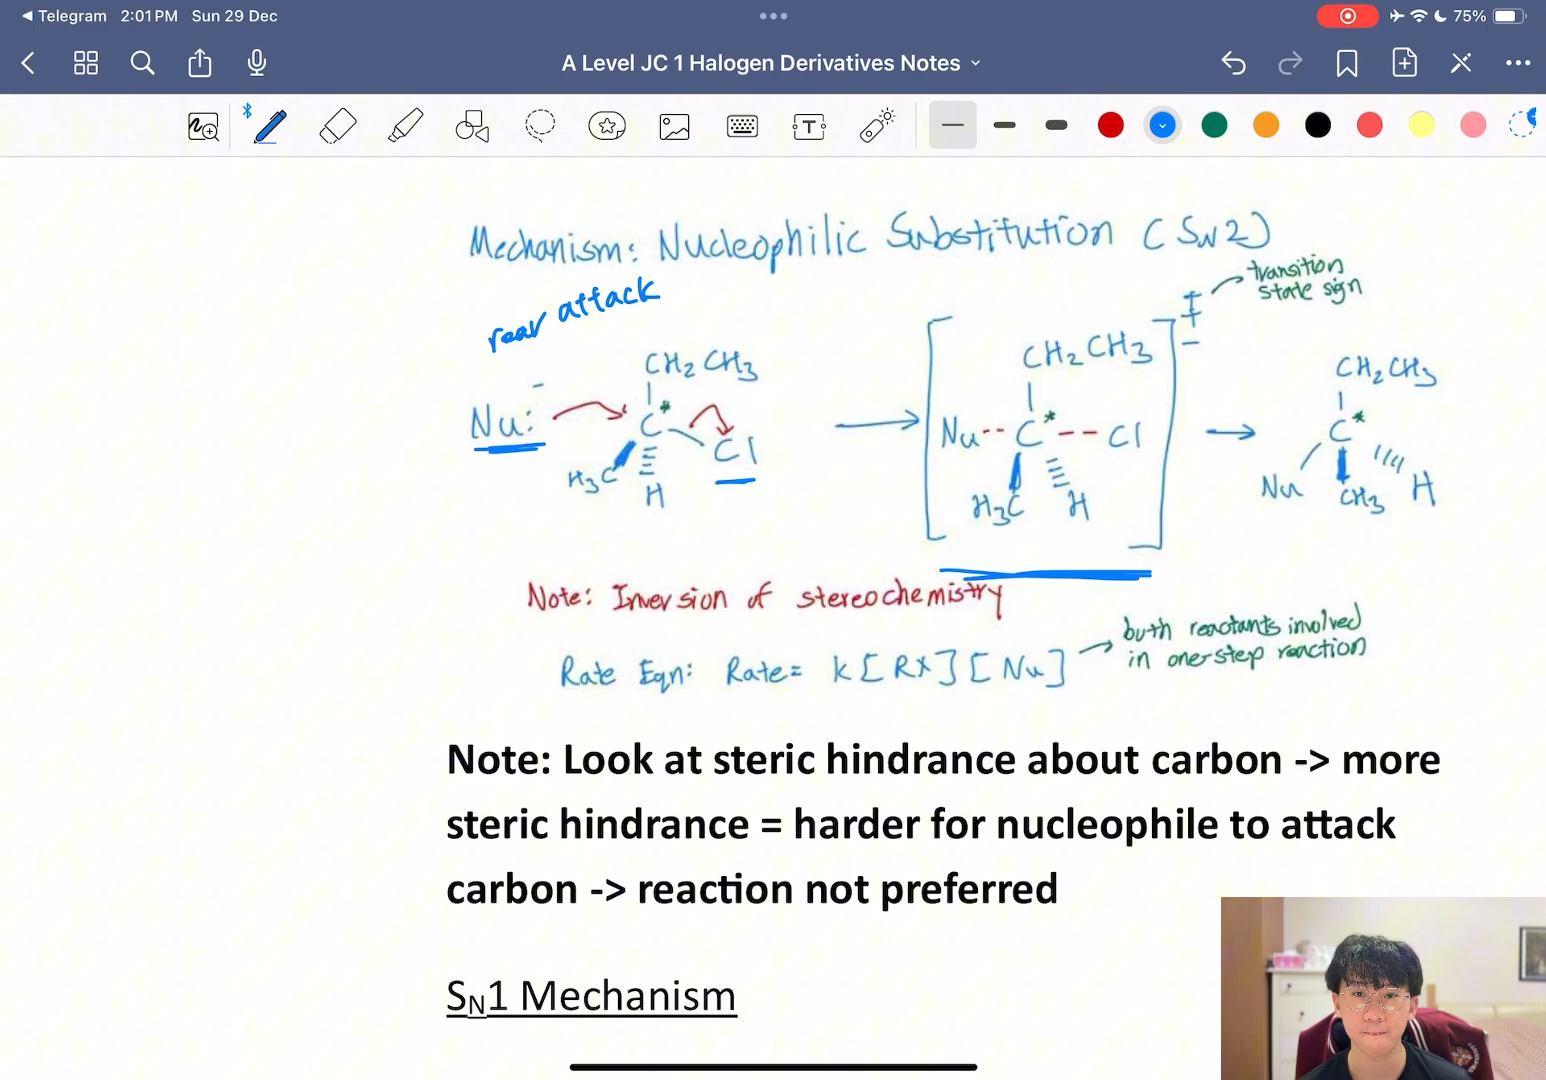 Telegram 2:01 PM Sun 29 Dec 75%
A Level JC 1 Halogen Derivatives Notes
T
Mechanism: Nucleophilic Substitution (SN2)
transition
state sign
rear attack
CH2CH3
Nu:⁻ C* Cl
H3C H
CH2CH3
Nu-- C* -- Cl
H3C H
‡
−
CH2CH3
C*
Nu CH3 H
Note: Inversion of stereochemistry
both reactants involved
in one-step reaction
Rate Eqn: Rate = k[RX][Nu]
Note: Look at steric hindrance about carbon -> more
steric hindrance = harder for nucleophile to attack
carbon -> reaction not preferred
SN1 Mechanism